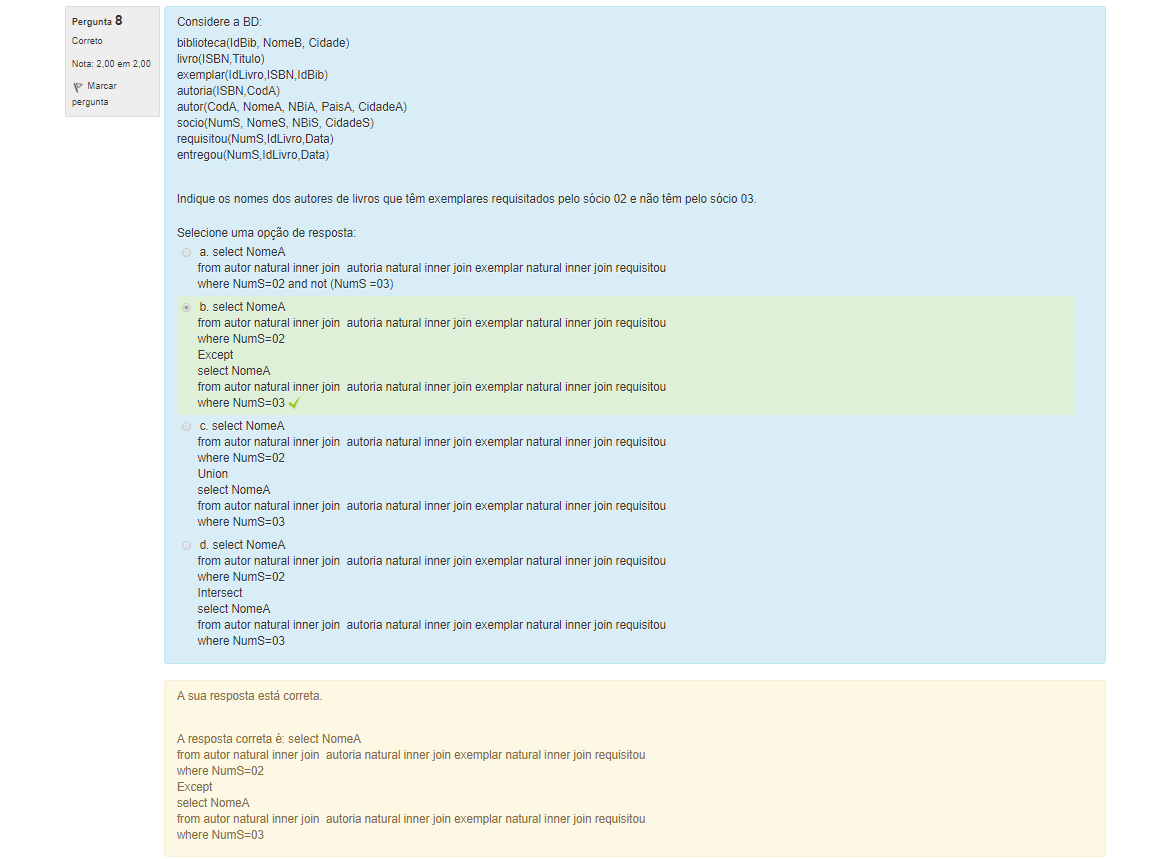 Pergunta 8
Correto
Nota: 2,00 em 2,00
Marcar
pergunta
Considere a BD:
biblioteca(IdBib, NomeB, Cidade)
livro(ISBN,Titulo)
exemplar(IdLivro,ISBN,IdBib)
autoria(ISBN,CodA)
autor(CodA, NomeA, NBiA, PaisA, CidadeA)
socio(NumS, NomeS, NBiS, CidadeS)
requisitou(NumS,IdLivro,Data)
entregou(NumS,IdLivro,Data)
Indique os nomes dos autores de livros que têm exemplares requisitados pelo sócio 02 e não têm pelo sócio 03.
Selecione uma opção de resposta:
a. select NomeA
from autor natural inner join  autoria natural inner join exemplar natural inner join requisitou
where NumS=02 and not (NumS =03)
b. select NomeA
from autor natural inner join  autoria natural inner join exemplar natural inner join requisitou
where NumS=02
Except
select NomeA
from autor natural inner join  autoria natural inner join exemplar natural inner join requisitou
where NumS=03
c. select NomeA
from autor natural inner join  autoria natural inner join exemplar natural inner join requisitou
where NumS=02
Union
select NomeA
from autor natural inner join  autoria natural inner join exemplar natural inner join requisitou
where NumS=03
d. select NomeA
from autor natural inner join  autoria natural inner join exemplar natural inner join requisitou
where NumS=02
Intersect
select NomeA
from autor natural inner join  autoria natural inner join exemplar natural inner join requisitou
where NumS=03
A sua resposta está correta.
A resposta correta é: select NomeA
from autor natural inner join  autoria natural inner join exemplar natural inner join requisitou
where NumS=02
Except
select NomeA
from autor natural inner join  autoria natural inner join exemplar natural inner join requisitou
where NumS=03